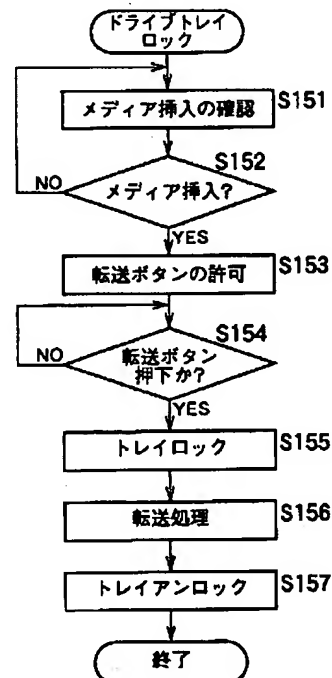 ドライブトレイ
ロック
メディア挿入の確認
S151
S152
メディア挿入?
NO
YES
転送ボタンの許可
S153
S154
転送ボタン
押下か?
NO
YES
トレイロック
S155
転送処理
S156
トレイアンロック
S157
終了